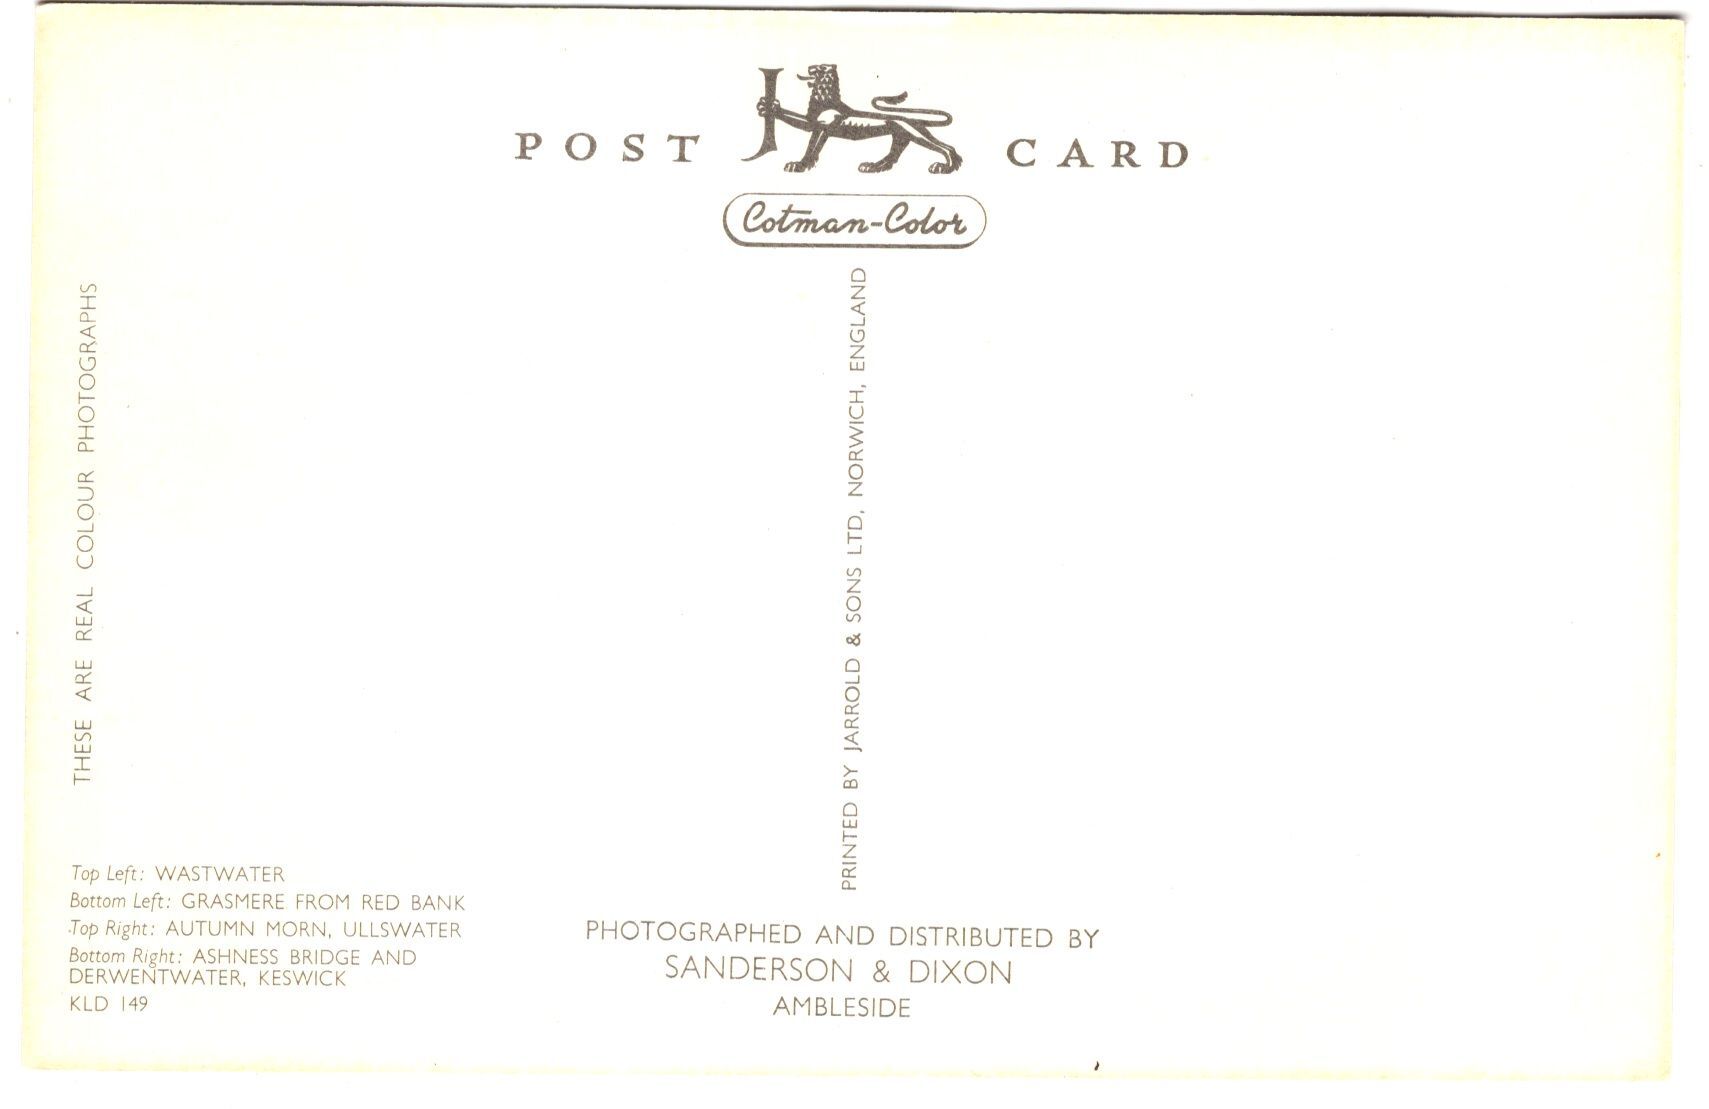 POST J CARD
Cotman-Color
THESE ARE REAL COLOUR PHOTOGRAPHS
PRINTED BY JARROLD & SONS LTD, NORWICH, ENGLAND
Top Left: WASTWATER
Bottom Left: GRASMERE FROM RED BANK
Top Right: AUTUMN MORN, ULLSWATER
Bottom Right: ASHNESS BRIDGE AND
DERWENTWATER, KESWICK
KLD 149
PHOTOGRAPHED AND DISTRIBUTED BY
SANDERSON & DIXON
AMBLESIDE